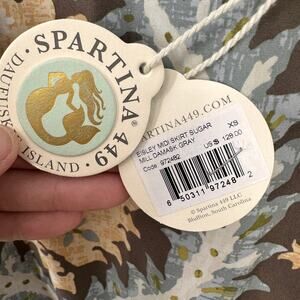 SPARTINA® 449
DAUFUSKIE ISLAND
SPARTINA449.COM
EISLEY MIDI SKIRT SUGAR
MILL DAMASK GRAY
Code 972482
XS
US$ 128.00
6 50311 97248 2
© Spartina 449 LLC
Bluffton, South Carolina